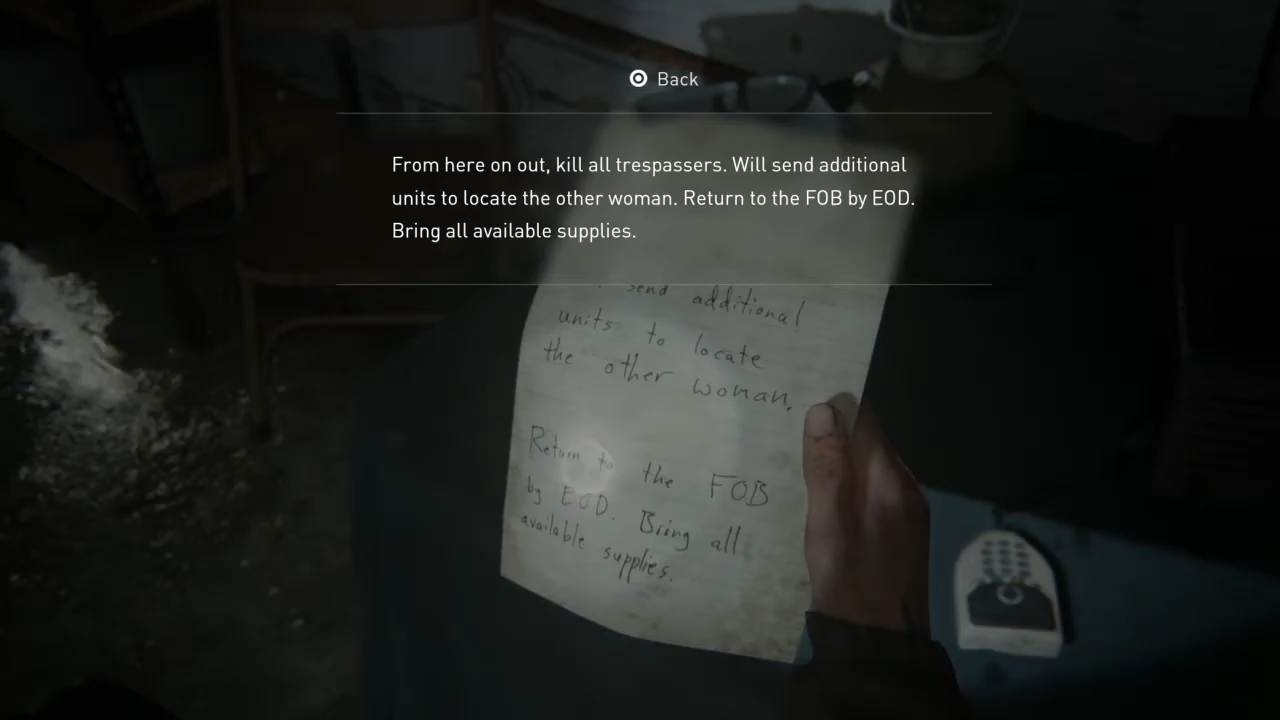 Back
From here on out, kill all trespassers. Will send additional
units to locate the other woman. Return to the FOB by EOD.
Bring all available supplies.
send additional
units to locate
the other woman.
Return to the FOB
by EOD. Bring all
available supplies.